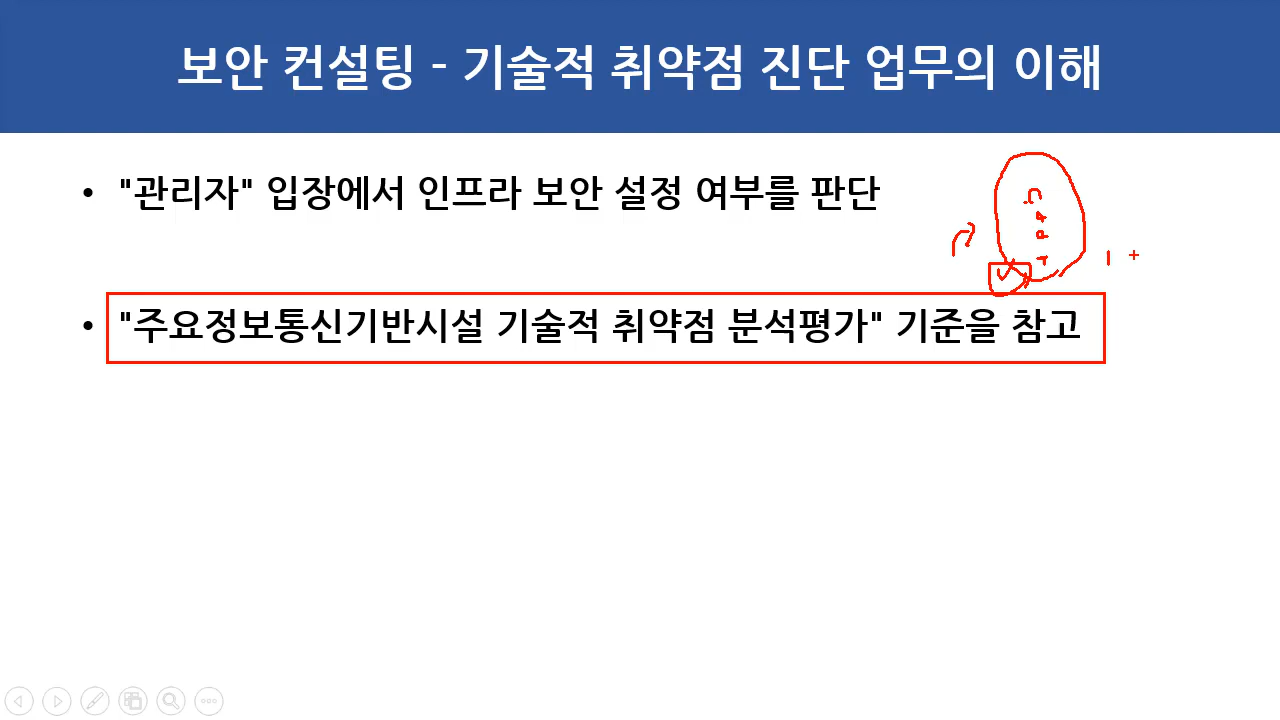 보안 컨설팅 - 기술적 취약점 진단 업무의 이해
• "관리자" 입장에서 인프라 보안 설정 여부를 판단
• "주요정보통신기반시설 기술적 취약점 분석평가" 기준을 참고